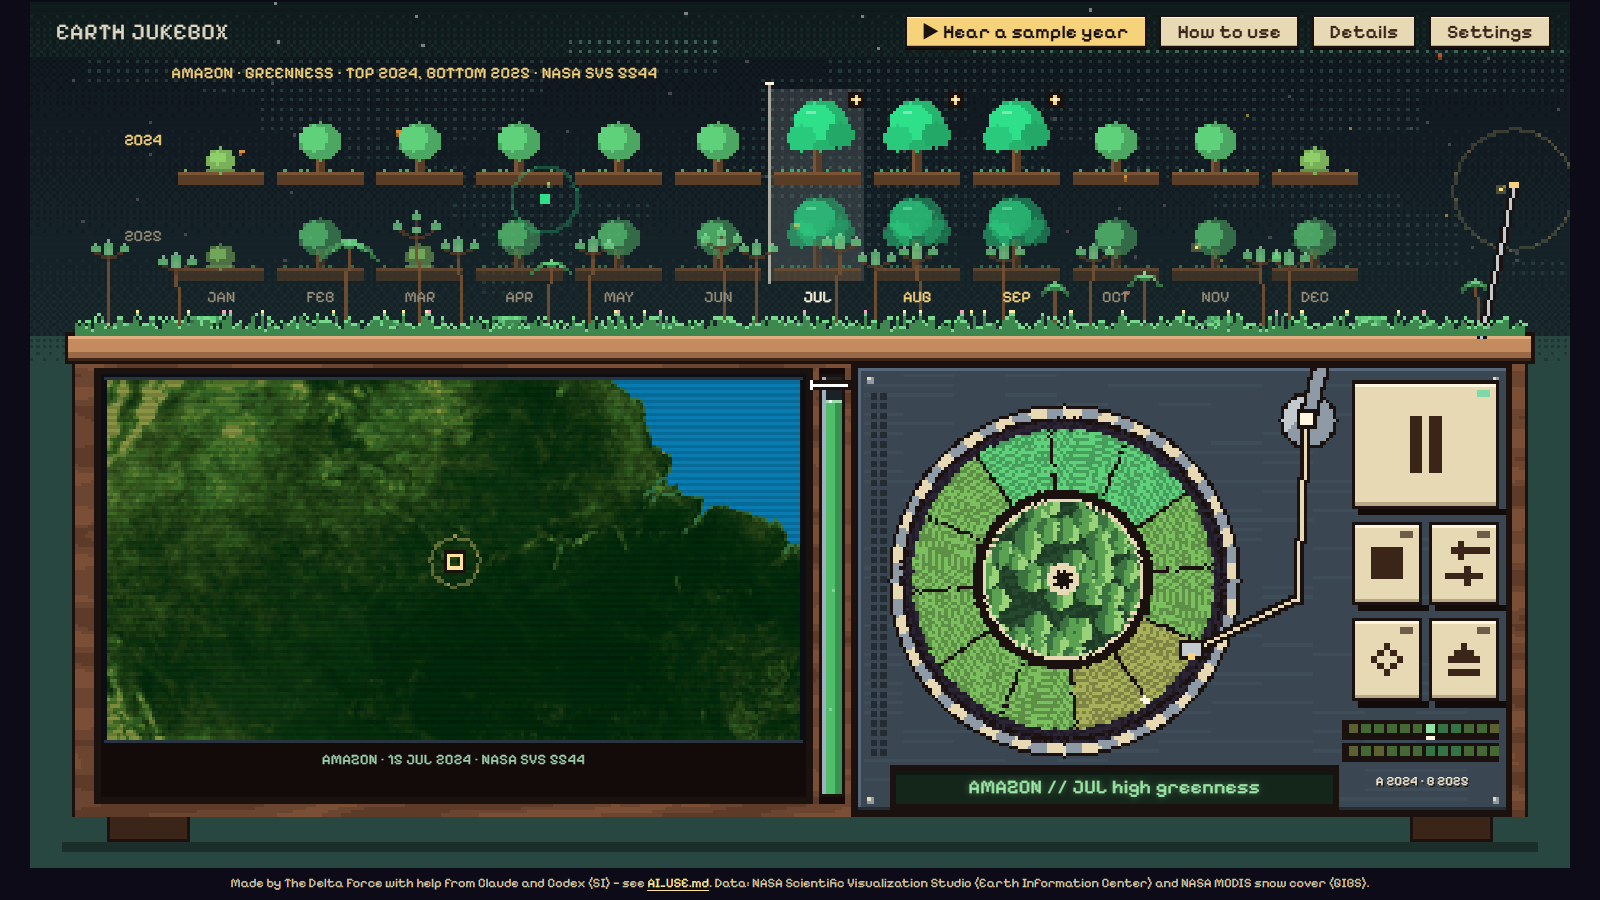 EARTH JUKEBOX
▶ Hear a sample year
How to use
Details
Settings
AMAZON · GREENNESS · TOP 2024, BOTTOM 2025 · NASA SVS 5544
2024
2025
JAN FEB MAR APR MAY JUN JUL AUG SEP OCT NOV DEC
AMAZON · 15 JUL 2024 · NASA SVS 5544
AMAZON // JUL high greenness
A 2024 · B 2025
Made by The Delta Force with help from Claude and Codex (SI) - see AI_USE.md. Data: NASA Scientific Visualization Studio (Earth Information Center) and NASA MODIS snow cover (GIBS).